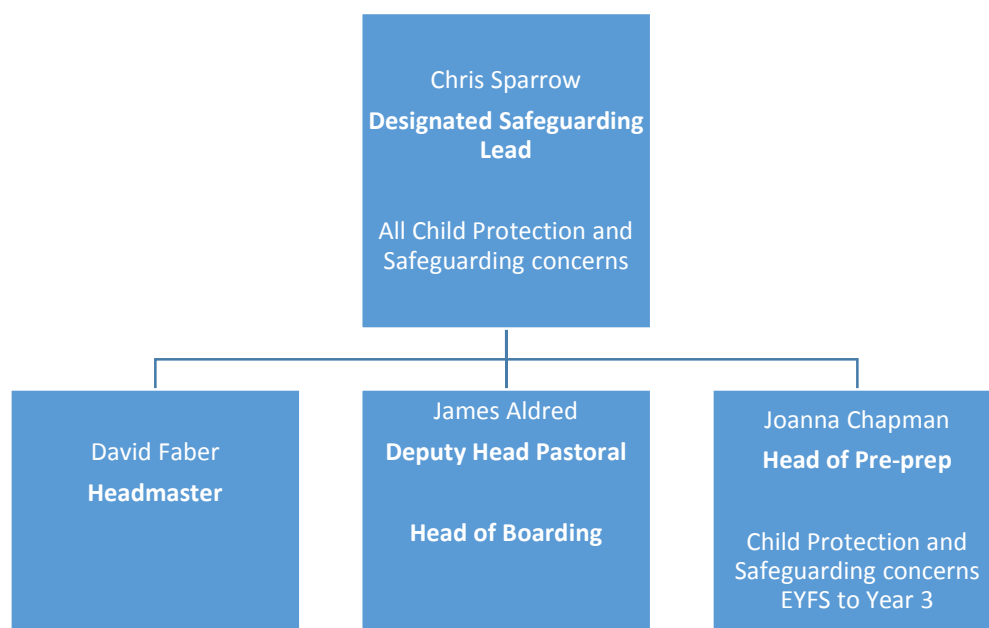 Chris Sparrow
Designated Safeguarding
Lead
All Child Protection and
Safeguarding concerns
David Faber
Headmaster
James Aldred
Deputy Head Pastoral
Head of Boarding
Joanna Chapman
Head of Pre-prep
Child Protection and
Safeguarding concerns
EYFS to Year 3